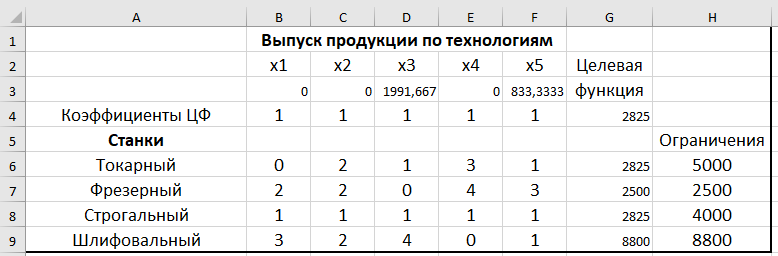 A B C D E F G H
1 Выпуск продукции по технологиям
2 x1 x2 x3 x4 x5 Целевая
3 0 0 1991,667 0 833,3333 функция
4 Коэффициенты ЦФ 1 1 1 1 1 2825
5 Станки Ограничения
6 Токарный 0 2 1 3 1 2825 5000
7 Фрезерный 2 2 0 4 3 2500 2500
8 Строгальный 1 1 1 1 1 2825 4000
9 Шлифовальный 3 2 4 0 1 8800 8800